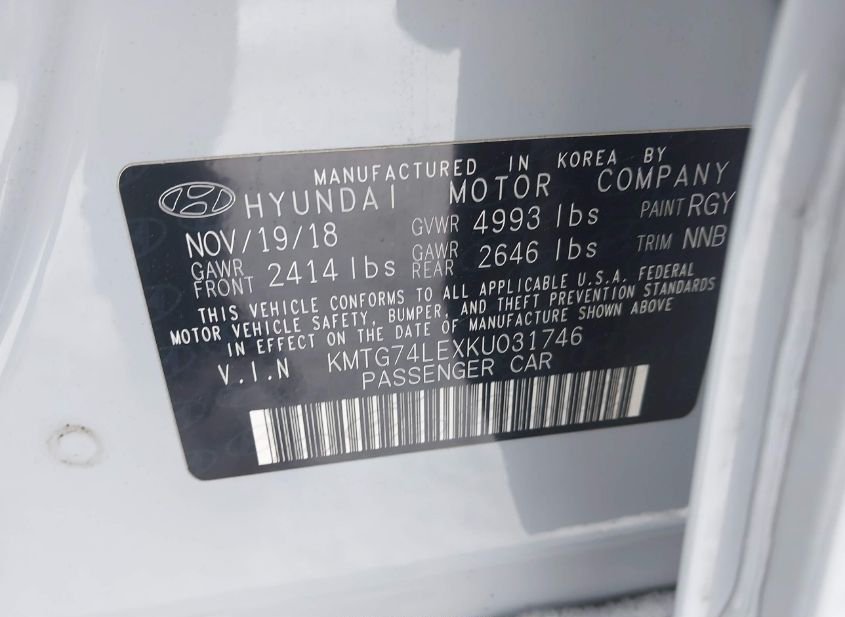 MANUFACTURED IN KOREA BY
HYUNDAI MOTOR COMPANY
NOV/19/18 GVWR 4993 lbs PAINT RGY
GAWR FRONT 2414 lbs GAWR REAR 2646 lbs TRIM NNB
THIS VEHICLE CONFORMS TO ALL APPLICABLE U.S.A. FEDERAL
MOTOR VEHICLE SAFETY, BUMPER, AND THEFT PREVENTION STANDARDS
IN EFFECT ON THE DATE OF MANUFACTURE SHOWN ABOVE
V.I.N KMTG74LEXKU031746
PASSENGER CAR